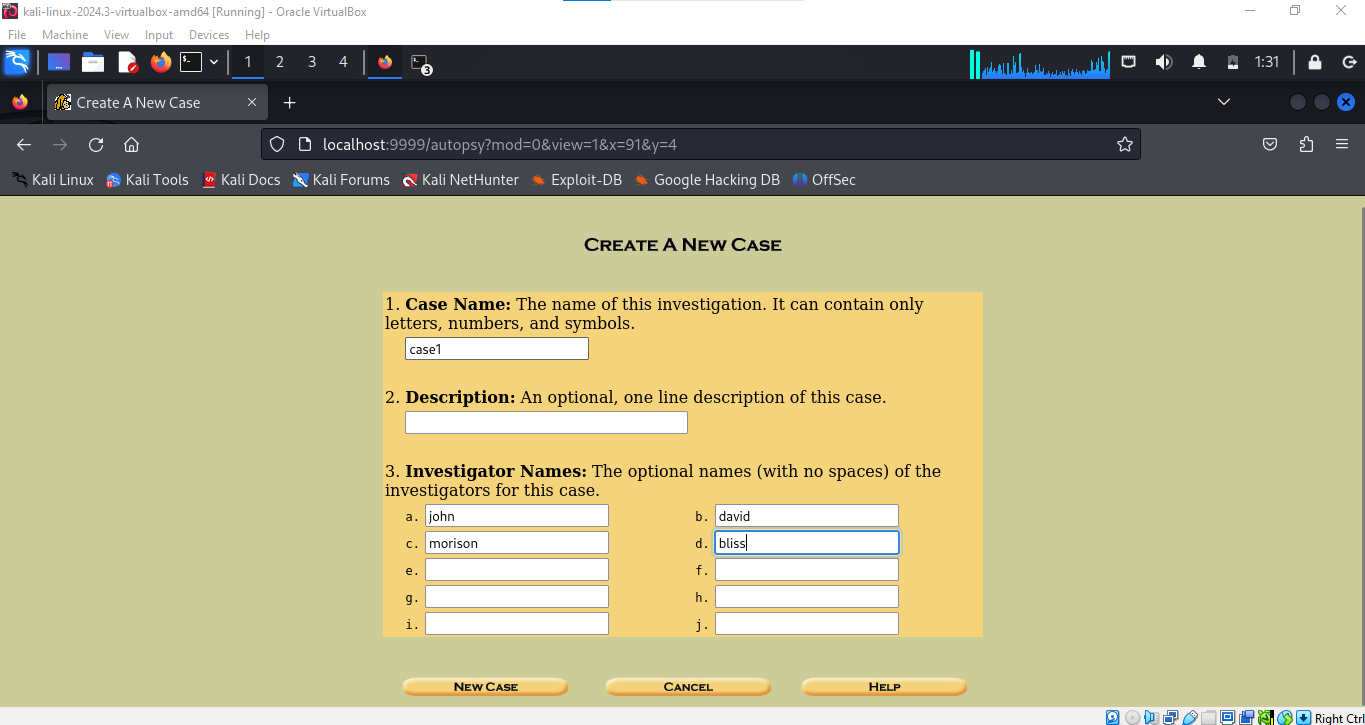 kali-linux-2024.3-virtualbox-amd64 [Running] - Oracle VirtualBox
File Machine View Input Devices Help
1 2 3 4 3 1:31
Create A New Case
localhost:9999/autopsy?mod=0&view=1&x=91&y=4
Kali Linux Kali Tools Kali Docs Kali Forums Kali NetHunter Exploit-DB Google Hacking DB OffSec
CREATE A NEW CASE
1. Case Name: The name of this investigation. It can contain only
letters, numbers, and symbols.
case1
2. Description: An optional, one line description of this case.
3. Investigator Names: The optional names (with no spaces) of the
investigators for this case.
a. john b. david
c. morison d. bliss
e. f.
g. h.
i. j.
NEW CASE CANCEL HELP
Right Ctrl